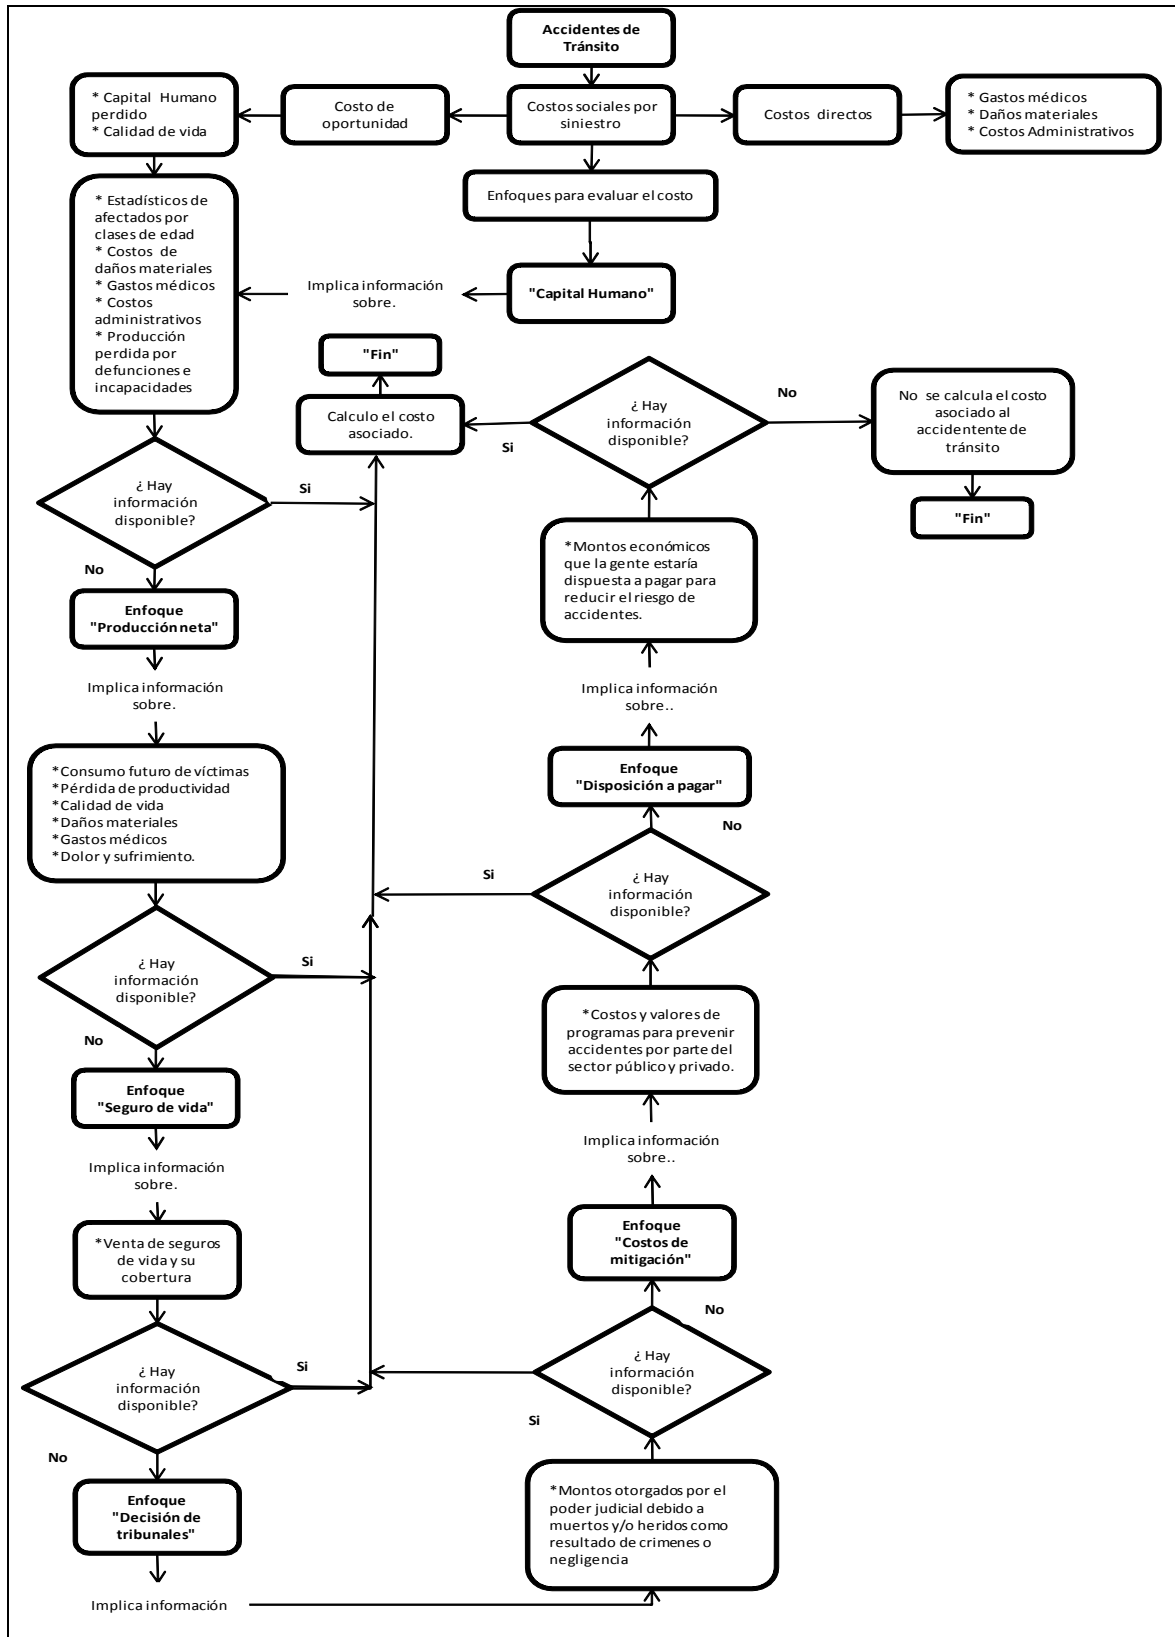 Accidentes de
Tránsito
* Capital Humano
perdido
* Calidad de vida
Costo de
oportunidad
Costos sociales por
siniestro
Costos directos
* Gastos médicos
* Daños materiales
* Costos Administrativos
Enfoques para evaluar el costo
* Estadísticos de
afectados por
clases de edad
* Costos de
daños materiales
* Gastos médicos
* Costos
administrativos
* Producción
perdida por
defunciones e
incapacidades
Implica información
sobre.
"Capital Humano"
"Fin"
Calculo el costo
asociado.
Si
¿ Hay
información
disponible?
No
No se calcula el costo
asociado al
accidentente de
tránsito
"Fin"
¿ Hay
información
disponible?
Si
No
Enfoque
"Producción neta"
Implica información
sobre.
*Consumo futuro de víctimas
*Pérdida de productividad
*Calidad de vida
*Daños materiales
*Gastos médicos
*Dolor y sufrimiento.
¿ Hay
información
disponible?
Si
No
Enfoque
"Seguro de vida"
Implica información
sobre.
*Venta de seguros
de vida y su
cobertura
¿ Hay
información
disponible?
Si
No
Enfoque
"Decisión de
tribunales"
Implica información
*Montos económicos
que la gente estaría
dispuesta a pagar para
reducir el riesgo de
accidentes.
Implica información
sobre..
Enfoque
"Disposición a pagar"
No
Si
¿ Hay
información
disponible?
*Costos y valores de
programas para prevenir
accidentes por parte del
sector público y privado.
Implica información
sobre..
Enfoque
"Costos de
mitigación"
No
¿ Hay
información
disponible?
Si
*Montos otorgados por el
poder judicial debido a
muertos y/o heridos como
resultado de crimenes o
negligencia